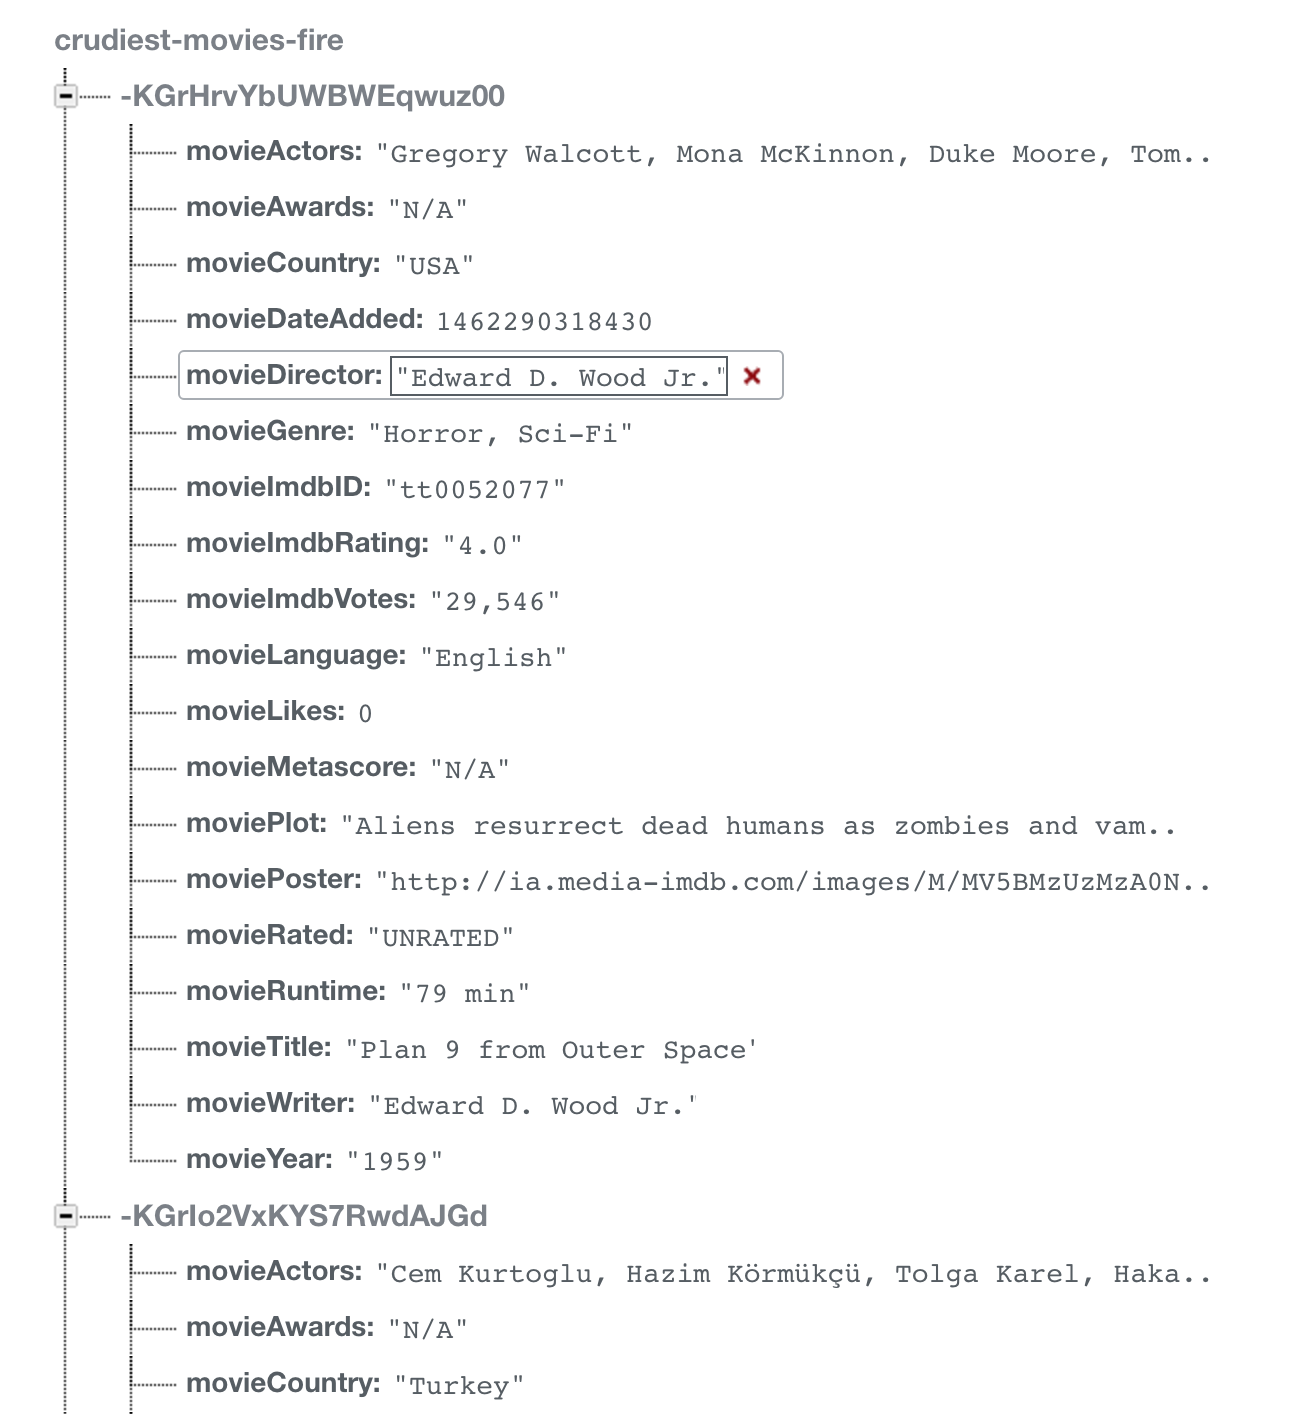 crudiest-movies-fire
-KGrHrvYbUWBWEqwuz00
movieActors: "Gregory Walcott, Mona McKinnon, Duke Moore, Tom..
movieAwards: "N/A"
movieCountry: "USA"
movieDateAdded: 1462290318430
movieDirector: "Edward D. Wood Jr." ×
movieGenre: "Horror, Sci-Fi"
movieImdbID: "tt0052077"
movieImdbRating: "4.0"
movieImdbVotes: "29,546"
movieLanguage: "English"
movieLikes: 0
movieMetascore: "N/A"
moviePlot: "Aliens resurrect dead humans as zombies and vam..
moviePoster: "http://ia.media-imdb.com/images/M/MV5BMzUzMzA0N..
movieRated: "UNRATED"
movieRuntime: "79 min"
movieTitle: "Plan 9 from Outer Space'
movieWriter: "Edward D. Wood Jr.'
movieYear: "1959"
-KGrIo2VxKYS7RwdAJGd
movieActors: "Cem Kurtoglu, Hazim Körmükçü, Tolga Karel, Haka..
movieAwards: "N/A"
movieCountry: "Turkey"